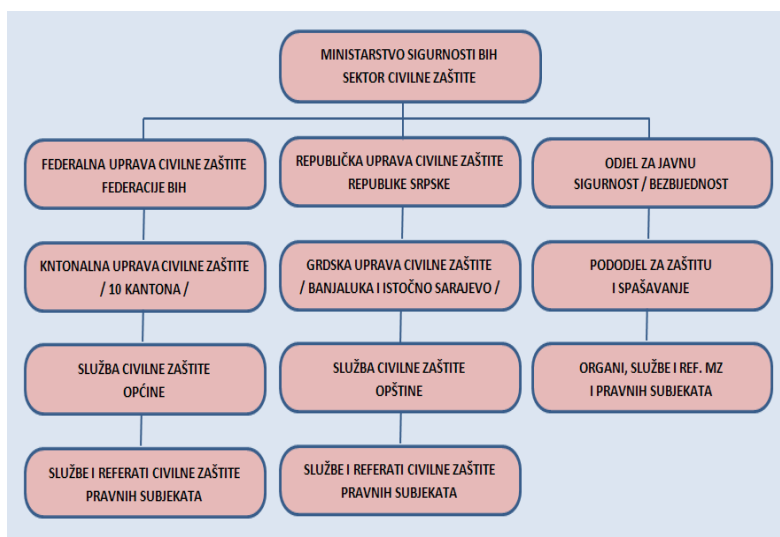 MINISTARSTVO SIGURNOSTI BIH
SEKTOR CIVILNE ZAŠTITE
FEDERALNA UPRAVA CIVILNE ZAŠTITE
FEDERACIJE BIH
REPUBLIČKA UPRAVA CIVILNE ZAŠTITE
REPUBLIKE SRPSKE
ODJEL ZA JAVNU
SIGURNOST / BEZBIJEDNOST
KNTONALNA UPRAVA CIVILNE ZAŠTITE
/ 10 KANTONA /
GRDSKA UPRAVA CIVILNE ZAŠTITE
/ BANJALUKA I ISTOČNO SARAJEVO /
PODODJEL ZA ZAŠTITU
I SPAŠAVANJE
SLUŽBA CIVILNE ZAŠTITE
OPĆINE
SLUŽBA CIVILNE ZAŠTITE
OPŠTINE
ORGANI, SLUŽBE I REF. MZ
I PRAVNIH SUBJEKATA
SLUŽBE I REFERATI CIVILNE ZAŠTITE
PRAVNIH SUBJEKATA
SLUŽBE I REFERATI CIVILNE ZAŠTITE
PRAVNIH SUBJEKATA